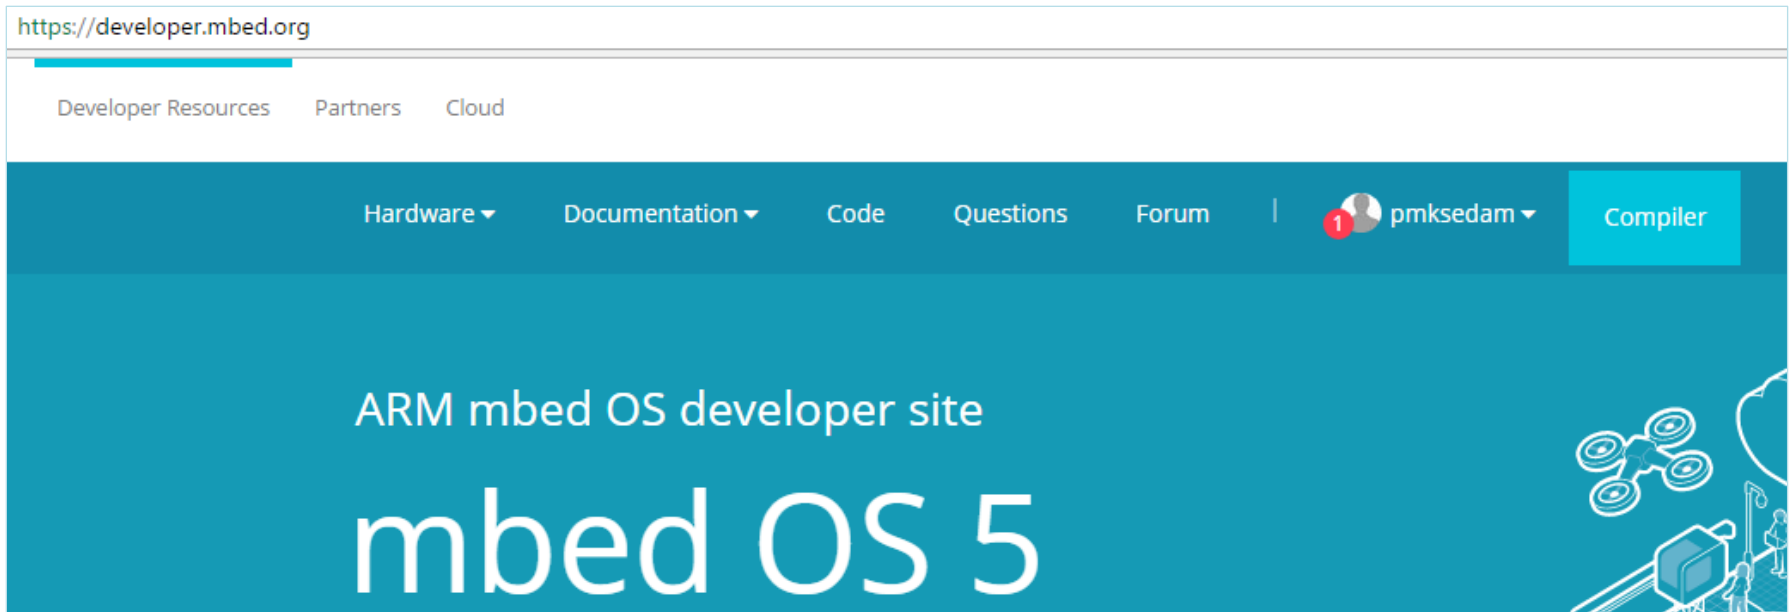 https://developer.mbed.org
Developer Resources Partners Cloud
Hardware Documentation Code Questions Forum | 1 pmksedam Compiler
ARM mbed OS developer site
mbed OS 5